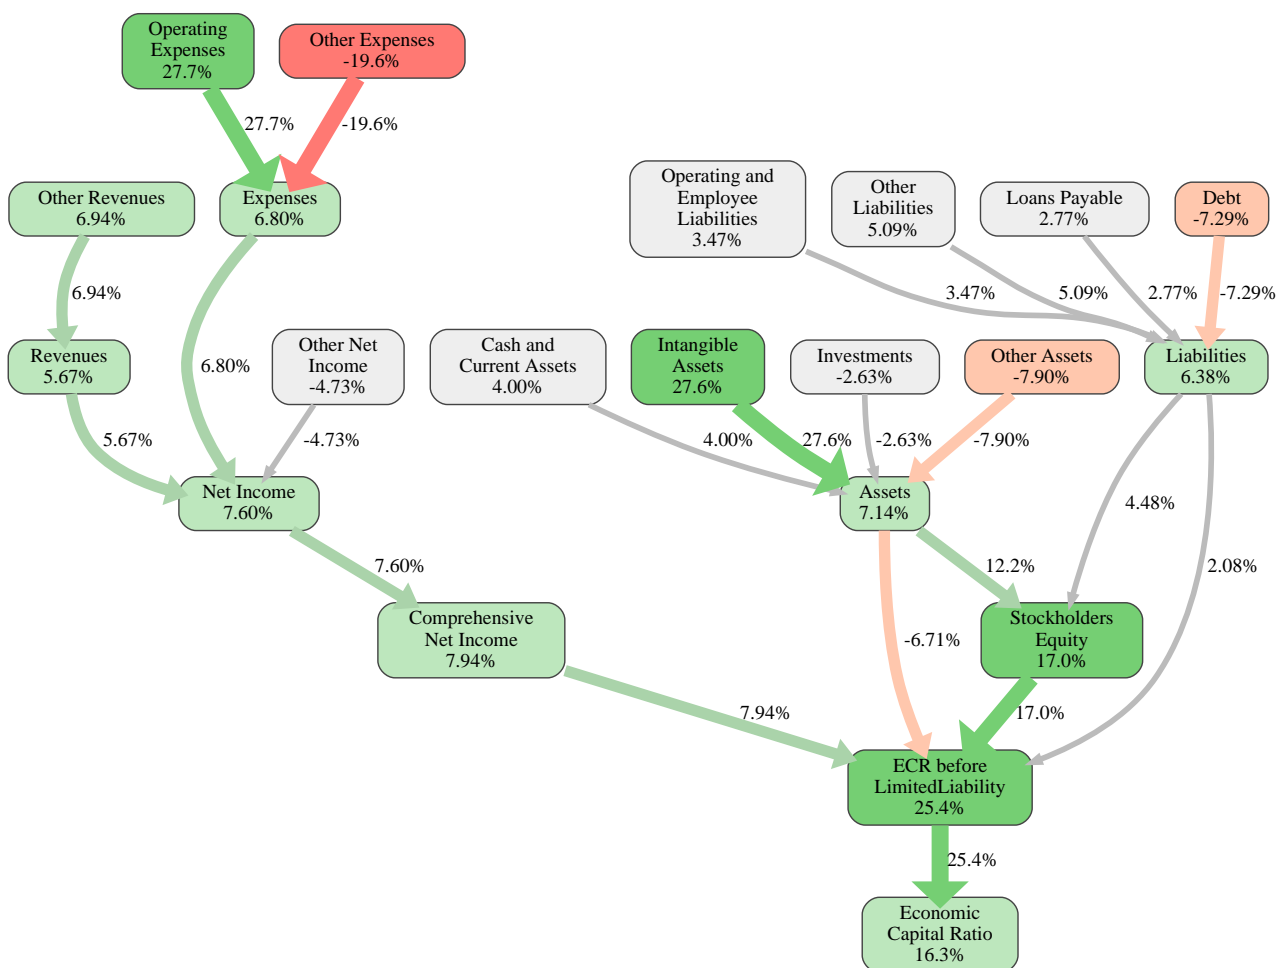 Operating
Expenses
27.7%
Other Expenses
-19.6%
27.7%
-19.6%
Other Revenues
6.94%
Expenses
6.80%
Operating and
Employee
Liabilities
3.47%
Other
Liabilities
5.09%
Loans Payable
2.77%
Debt
-7.29%
6.94%
3.47%
5.09%
2.77%
-7.29%
Revenues
5.67%
6.80%
Other Net
Income
-4.73%
Cash and
Current Assets
4.00%
Intangible
Assets
27.6%
Investments
-2.63%
Other Assets
-7.90%
Liabilities
6.38%
5.67%
-4.73%
4.00%
27.6%
-2.63%
-7.90%
Net Income
7.60%
Assets
7.14%
4.48%
7.60%
12.2%
2.08%
Comprehensive
Net Income
7.94%
-6.71%
Stockholders
Equity
17.0%
7.94%
17.0%
ECR before
LimitedLiability
25.4%
25.4%
Economic
Capital Ratio
16.3%